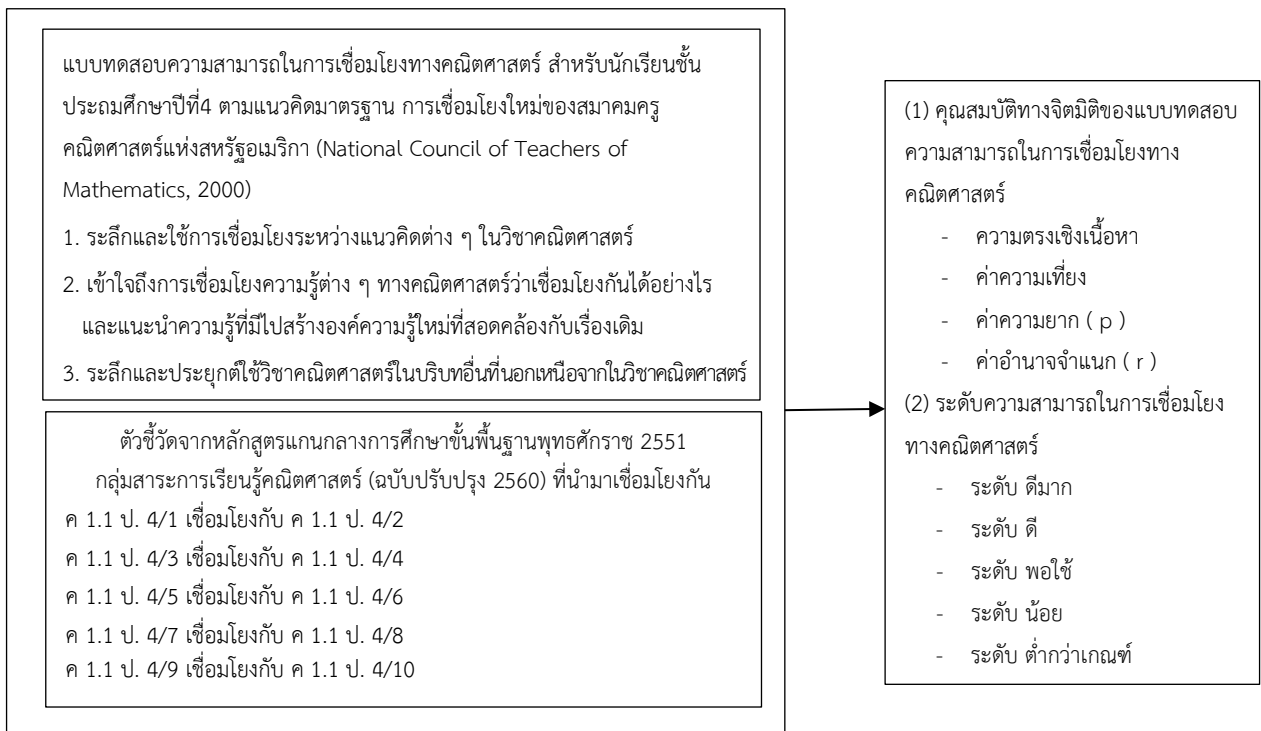 แบบทดสอบความสามารถในการเชื่อมโยงทางคณิตศาสตร์ สำหรับนักเรียนชั้น
ประถมศึกษาปีที่4 ตามแนวคิดมาตรฐาน การเชื่อมโยงใหม่ของสมาคมครู
คณิตศาสตร์แห่งสหรัฐอเมริกา (National Council of Teachers of
Mathematics, 2000)
1. ระลึกและใช้การเชื่อมโยงระหว่างแนวคิดต่าง ๆ ในวิชาคณิตศาสตร์
2. เข้าใจถึงการเชื่อมโยงความรู้ต่าง ๆ ทางคณิตศาสตร์ว่าเชื่อมโยงกันได้อย่างไร
และแนะนำความรู้ที่มีไปสร้างองค์ความรู้ใหม่ที่สอดคล้องกับเรื่องเดิม
3. ระลึกและประยุกต์ใช้วิชาคณิตศาสตร์ในบริบทอื่นที่นอกเหนือจากในวิชาคณิตศาสตร์
ตัวชี้วัดจากหลักสูตรแกนกลางการศึกษาขั้นพื้นฐานพุทธศักราช 2551
กลุ่มสาระการเรียนรู้คณิตศาสตร์ (ฉบับปรับปรุง 2560) ที่นำมาเชื่อมโยงกัน
ค 1.1 ป. 4/1 เชื่อมโยงกับ ค 1.1 ป. 4/2
ค 1.1 ป. 4/3 เชื่อมโยงกับ ค 1.1 ป. 4/4
ค 1.1 ป. 4/5 เชื่อมโยงกับ ค 1.1 ป. 4/6
ค 1.1 ป. 4/7 เชื่อมโยงกับ ค 1.1 ป. 4/8
ค 1.1 ป. 4/9 เชื่อมโยงกับ ค 1.1 ป. 4/10
(1) คุณสมบัติทางจิตมิติของแบบทดสอบ
ความสามารถในการเชื่อมโยงทาง
คณิตศาสตร์
- ความตรงเชิงเนื้อหา
- ค่าความเที่ยง
- ค่าความยาก ( p )
- ค่าอำนาจจำแนก ( r )
(2) ระดับความสามารถในการเชื่อมโยง
ทางคณิตศาสตร์
- ระดับ ดีมาก
- ระดับ ดี
- ระดับ พอใช้
- ระดับ น้อย
- ระดับ ต่ำกว่าเกณฑ์